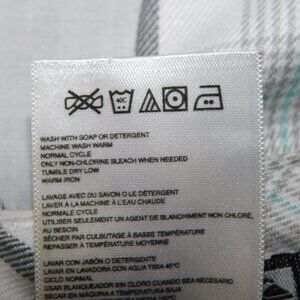 40C
WASH WITH SOAP OR DETERGENT
MACHINE WASH WARM
NORMAL CYCLE
ONLY NON-CHLORINE BLEACH WHEN NEEDED
TUMBLE DRY LOW
WARM IRON
LAVAGE AVEC DU SAVON O LE DÉTERGENT
LAVER À LA MACHINE À L'EAU CHAUDE
NORMALE CYCLE
UTILISER SEULEMENT UN AGENT DE BLANCHIMENT NON CHLORÉ,
AU BESOIN
SÉCHER PAR CULBUTAGE À BASSE TEMPÉRATURE
REPASSER À TEMPÉRATURE MOYENNE
LAVAR CON JABÓN O DETERGENTE
LAVAR EN LAVADORA CON AGUA TIBIA 40°C
CICLO NORMAL
USAR BLANQUEADOR SIN CLORO CUANDO SEA NECESARIO
SECAR EN MAQUINA A TEMPERATURA BAJA